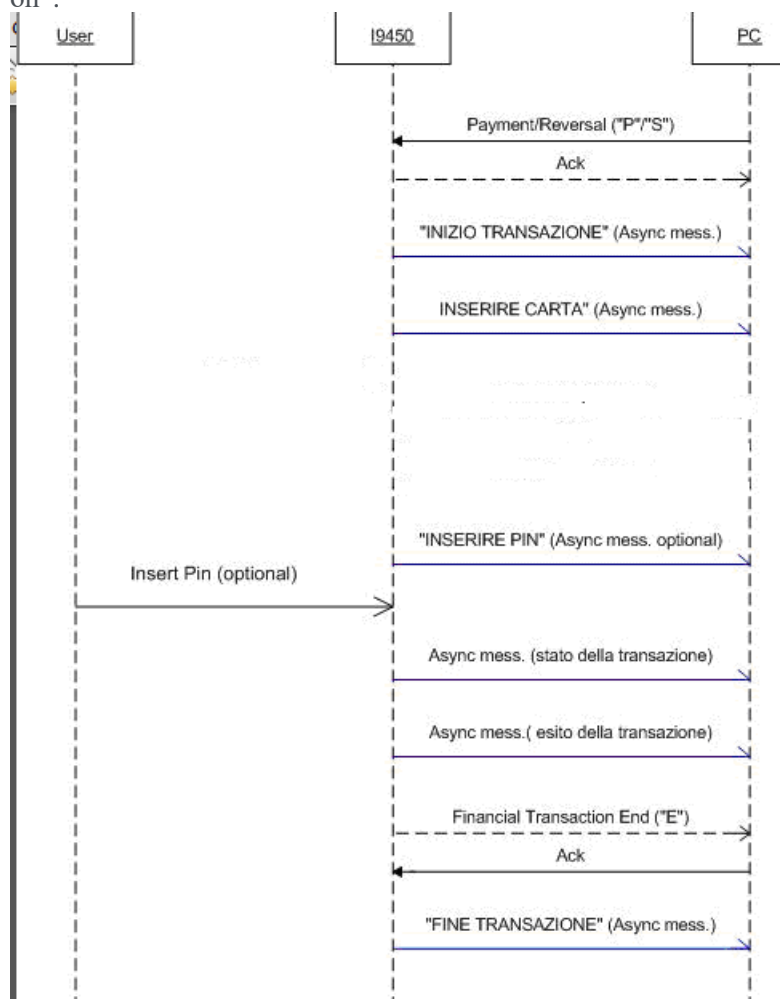 on".
User
I9450
PC
Payment/Reversal ("P"/"S")
Ack
"INIZIO TRANSAZIONE" (Async mess.)
INSERIRE CARTA" (Async mess.)
"INSERIRE PIN" (Async mess. optional)
Insert Pin (optional)
Async mess. (stato della transazione)
Async mess.( esito della transazione)
Financial Transaction End ("E")
Ack
"FINE TRANSAZIONE" (Async mess.)